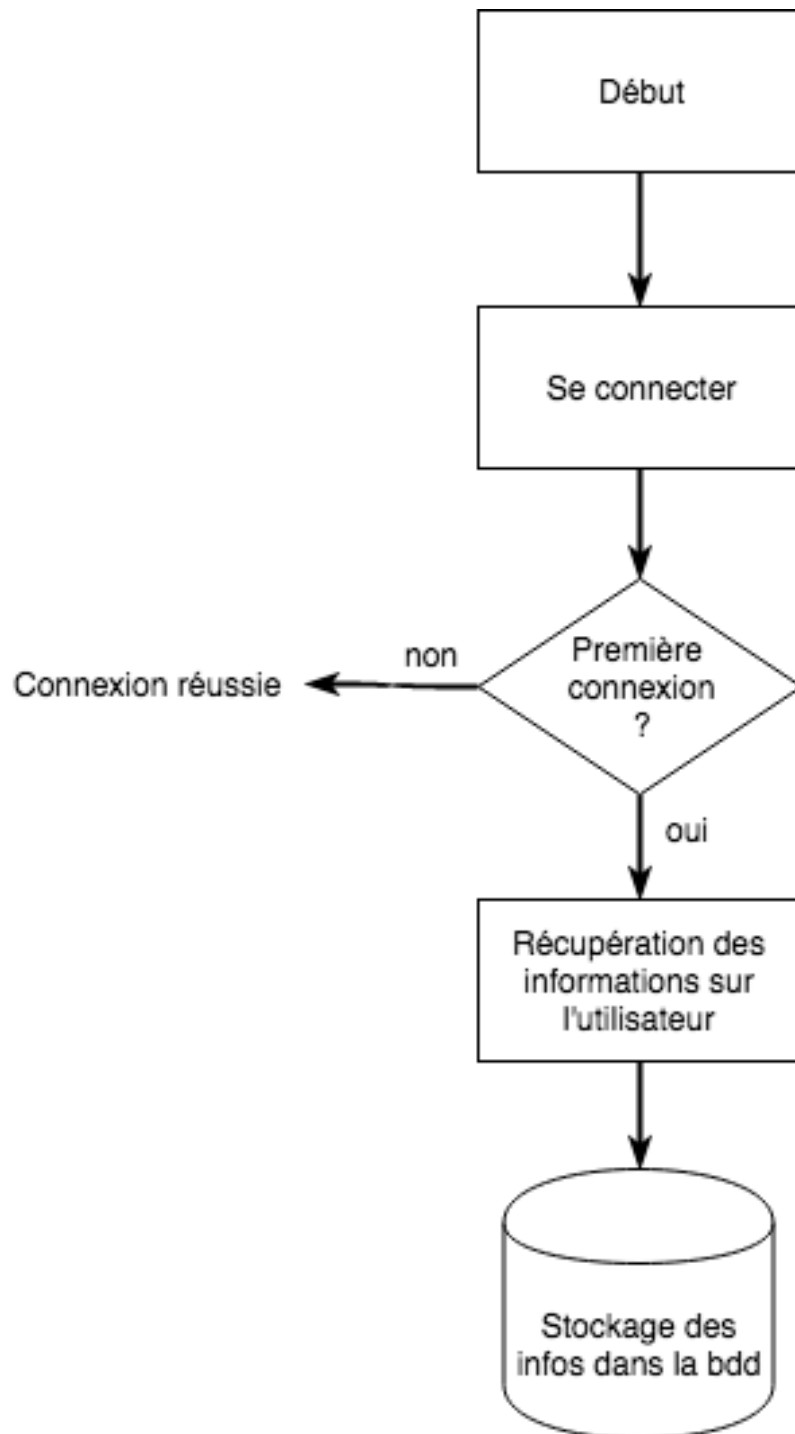 Début
Se connecter
Première
connexion
?
non
Connexion réussie
oui
Récupération des
informations sur
l'utilisateur
Stockage des
infos dans la bdd